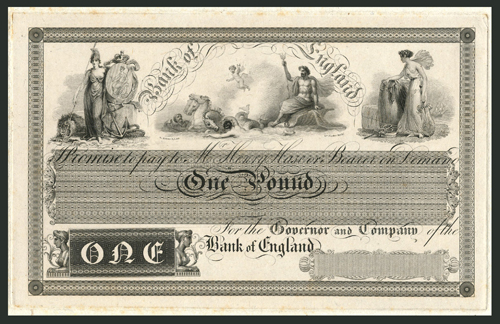 Bank of England
I Promise to pay to Mr. Henry Hase or Bearer on Demand
One Pound
For the Governor and Company of the
Bank of England
ONE